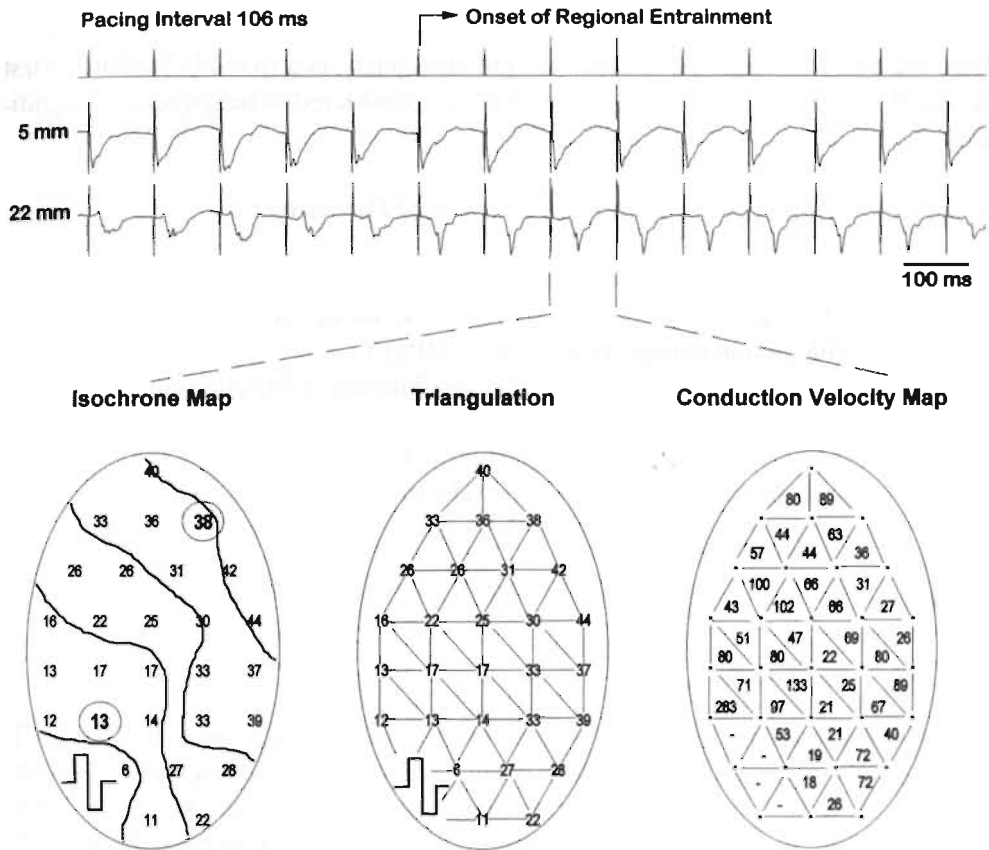 Pacing Interval 106 ms
Onset of Regional Entrainment
5 mm
22 mm
100 ms
Isochrone Map
Triangulation
Conduction Velocity Map
40
33 36 38
26 26 31 42
16 22 25 30 44
13 17 17 33 37
12 13 14 33 39
6 27 28
11 22
40
33 36 38
26 26 31 42
16 22 25 30 44
13 17 17 33 37
12 13 14 33 39
6 27 28
11 22
80 89
44 63
57 44 36
100 66 31
43 102 66 27
51 47 69 26
80 80 22 80
71 133 25 89
283 97 21 67
- 53 21 40
- 19 72
- 18 72
- 26